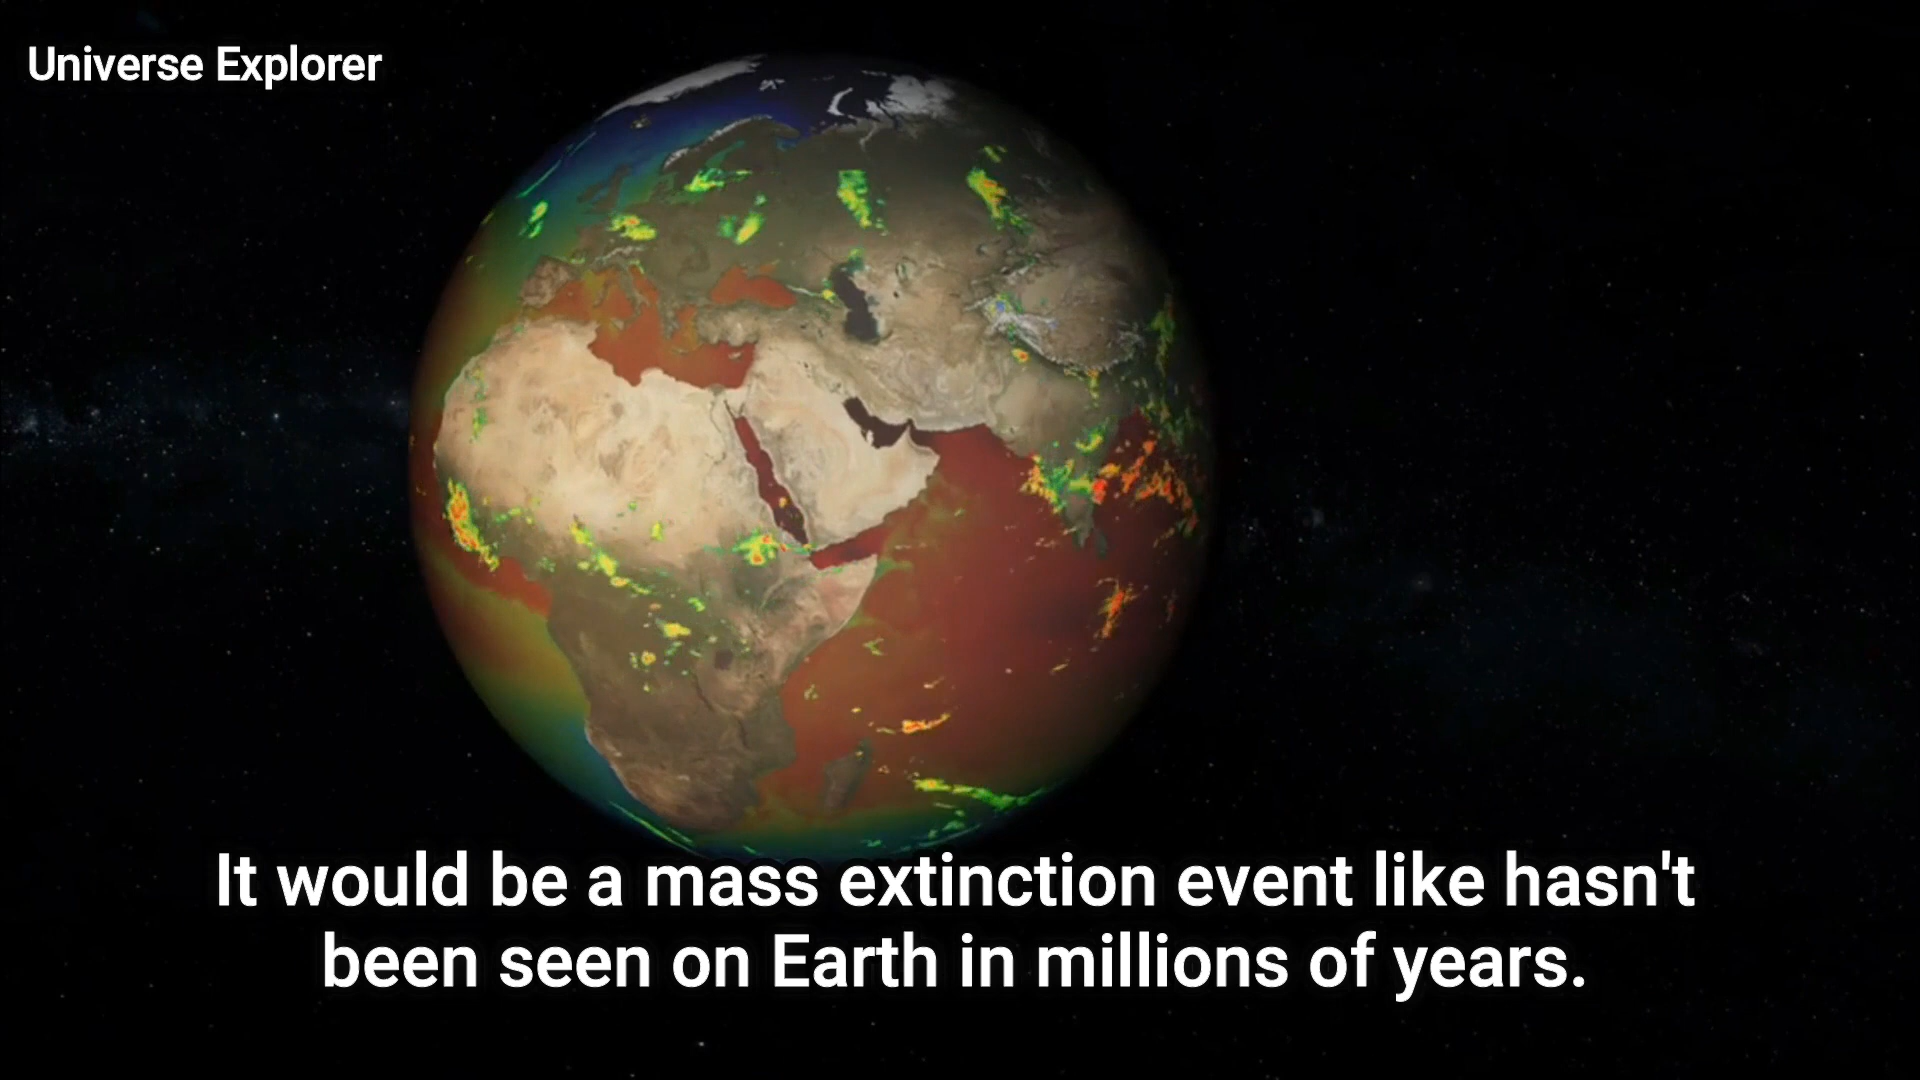 Universe Explorer
It would be a mass extinction event like hasn't
been seen on Earth in millions of years.